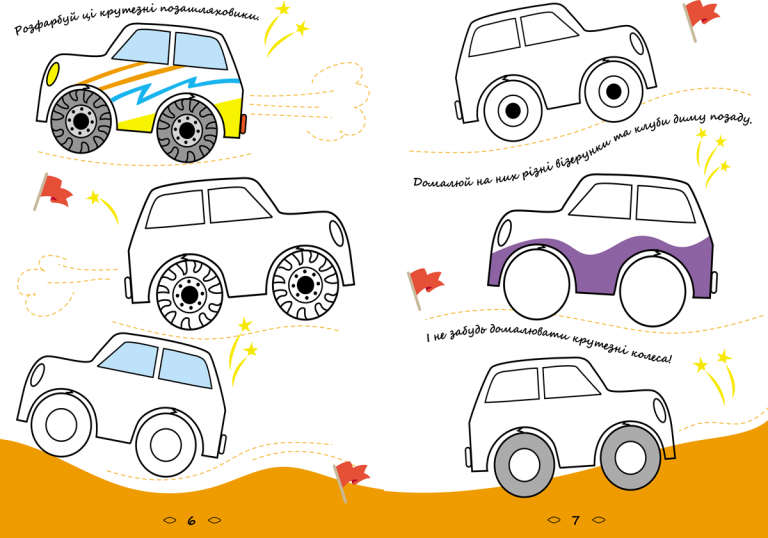 Розфарбуй ці крутезні позашляховики.
Домалюй на них різні візерунки та клуби диму позаду.
І не забудь домалювати крутезні колеса!
6
7